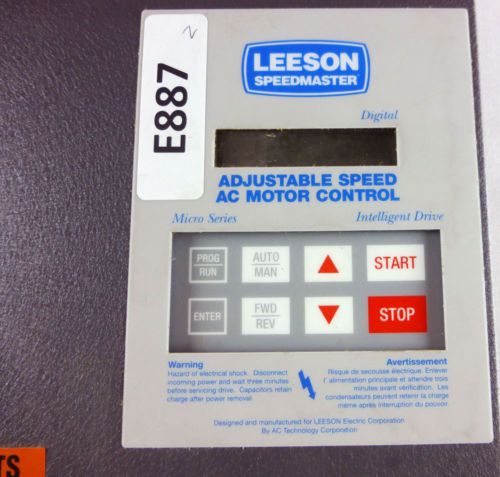 E887
LEESON
SPEEDMASTER
Digital
ADJUSTABLE SPEED
AC MOTOR CONTROL
Micro Series
Intelligent Drive
PROG
RUN
AUTO
MAN
START
ENTER
FWD
REV
STOP
Warning
Hazard of electrical shock. Disconnect
incoming power and wait three minutes
before servicing drive. Capacitors retain
charge after power removal.
Avertissement
Risque de secousse électrique. Enlever
l' alimentation principale et attendre trois
minutes avant vérification. Les
condensateurs peuvent retenir la charge
même après interruption du pouvoir
Designed and manufactured for LEESON Electric Corporation
By AC Technology Corporation
TS